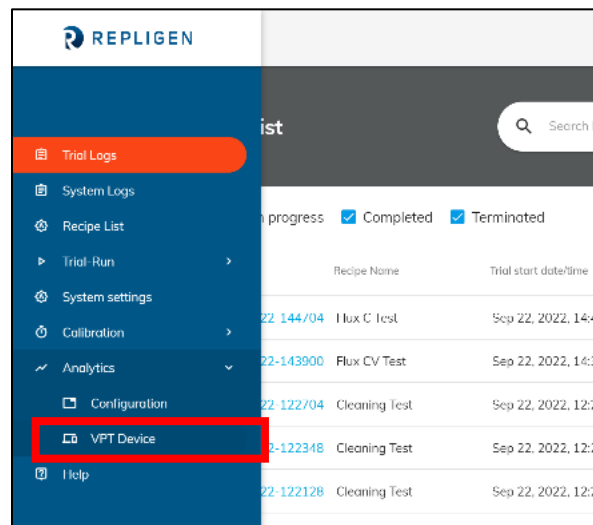 REPLIGEN
ist
Search
Trial Logs
System Logs
Recipe List
Trial-Run
System settings
Calibration
Analytics
Configuration
VPT Device
Help
progress Completed Terminated
Recipe Name Trial start date/time
22-144704 Flux C Test Sep 22, 2022, 14:4
22-143900 Flux CV Test Sep 22, 2022, 14:3
22-122704 Cleaning Test Sep 22, 2022, 12:2
2-122348 Cleaning Test Sep 22, 2022, 12:2
22-122128 Cleaning Test Sep 22, 2022, 12:2